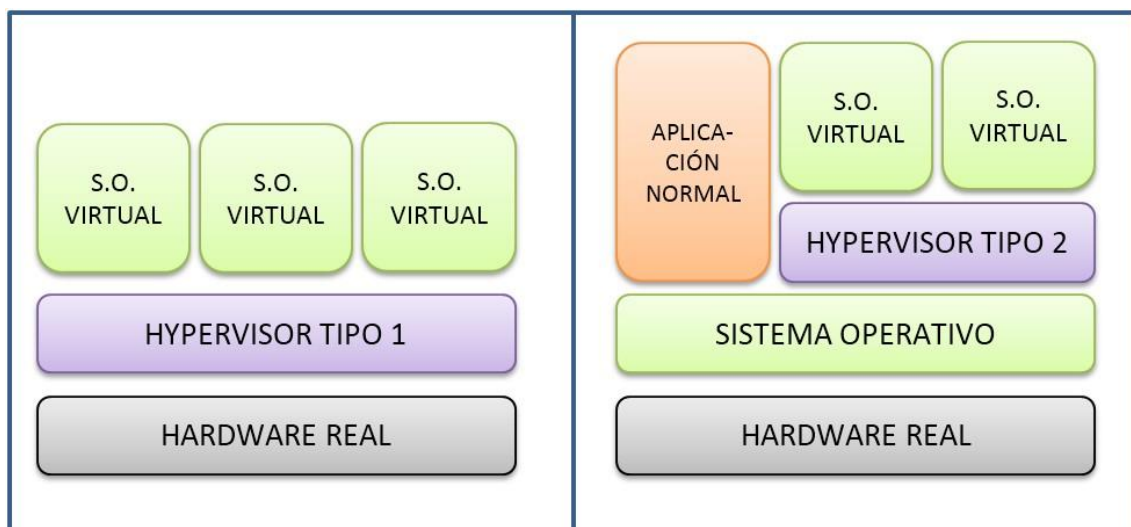 S.O.
VIRTUAL
S.O.
VIRTUAL
S.O.
VIRTUAL
HYPERVISOR TIPO 1
HARDWARE REAL
APLICA-
CIÓN
NORMAL
S.O.
VIRTUAL
S.O.
VIRTUAL
HYPERVISOR TIPO 2
SISTEMA OPERATIVO
HARDWARE REAL